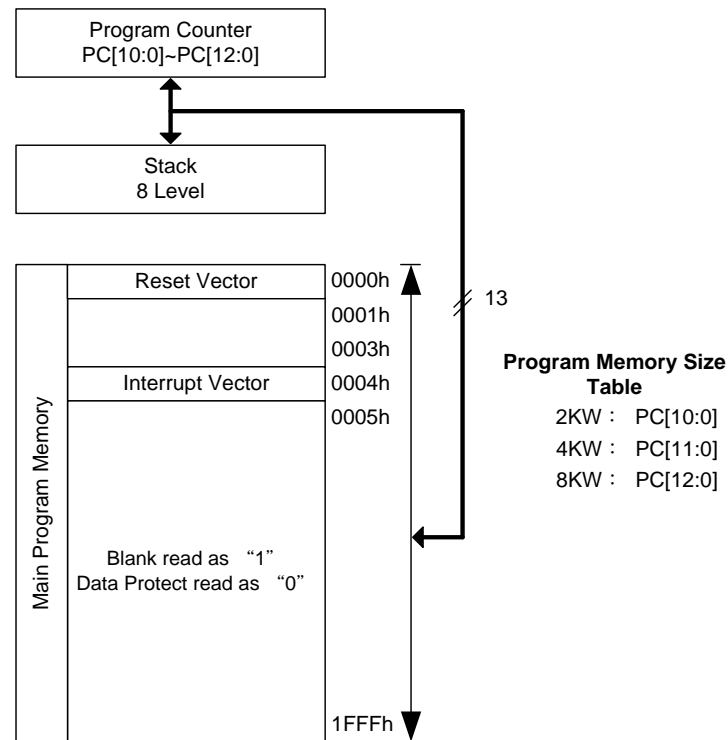 Program Counter
PC[10:0]~PC[12:0]
Stack
8 Level
13
Main Program Memory
Reset Vector
0000h
0001h
0003h
Interrupt Vector
0004h
0005h
Blank read as “1”
Data Protect read as “0”
1FFFh
Program Memory Size
Table
2KW： PC[10:0]
4KW： PC[11:0]
8KW： PC[12:0]